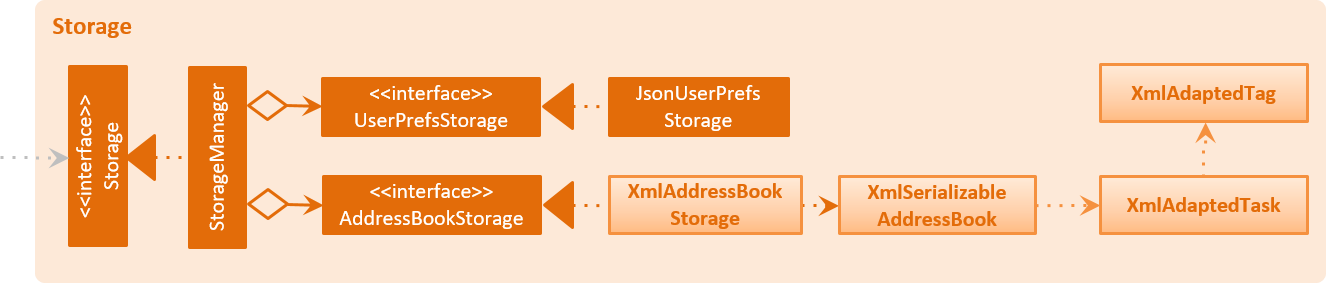 Storage
<<interface>>
Storage
StorageManager
<<interface>>
UserPrefsStorage
JsonUserPrefs
Storage
XmlAdaptedTag
<<interface>>
AddressBookStorage
XmlAddressBook
Storage
XmlSerializable
AddressBook
XmlAdaptedTask